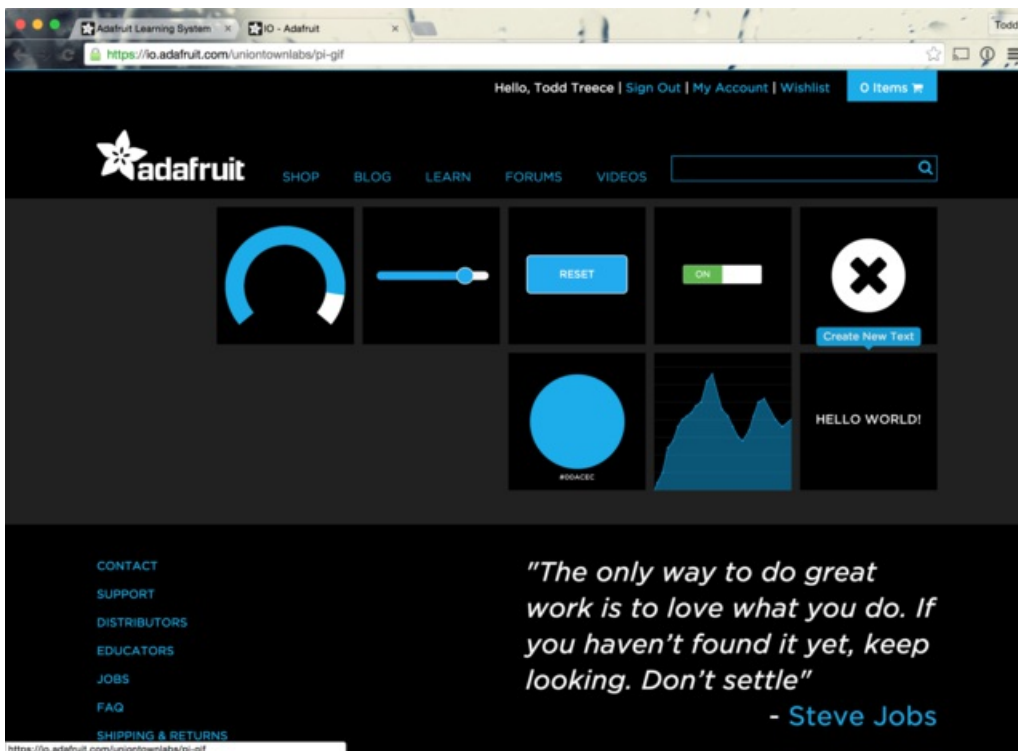 Adafruit Learning System
IO - Adafruit
Todd
https://io.adafruit.com/uniontownlabs/pi-gif
Hello, Todd Treece | Sign Out | My Account | Wishlist
0 Items
adafruit
SHOP
BLOG
LEARN
FORUMS
VIDEOS
RESET
ON
Create New Text
#00ACEC
HELLO WORLD!
CONTACT
SUPPORT
DISTRIBUTORS
EDUCATORS
JOBS
FAQ
SHIPPING & RETURNS
"The only way to do great
work is to love what you do. If
you haven't found it yet, keep
looking. Don't settle"
- Steve Jobs
https://io.adafruit.com/uniontownlabs/pi-gif